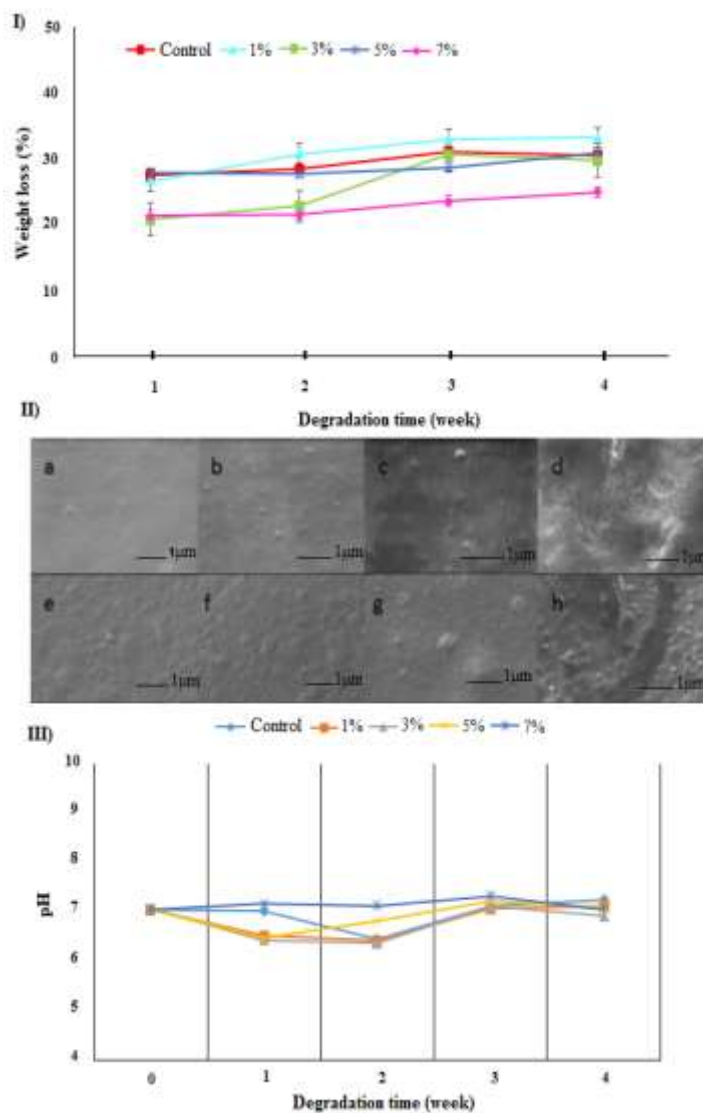 I)
50
Control 1% 3% 5% 7%
40
30
20
10
0
Weight loss (%)
1 2 3 4
Degradation time (week)
II)
a b c d
1μm 1μm 1μm 1μm
e f g h
1μm 1μm 1μm 1μm
III)
Control 1% 3% 5% 7%
10
9
8
7
6
5
4
pH
0 1 2 3 4
Degradation time (week)